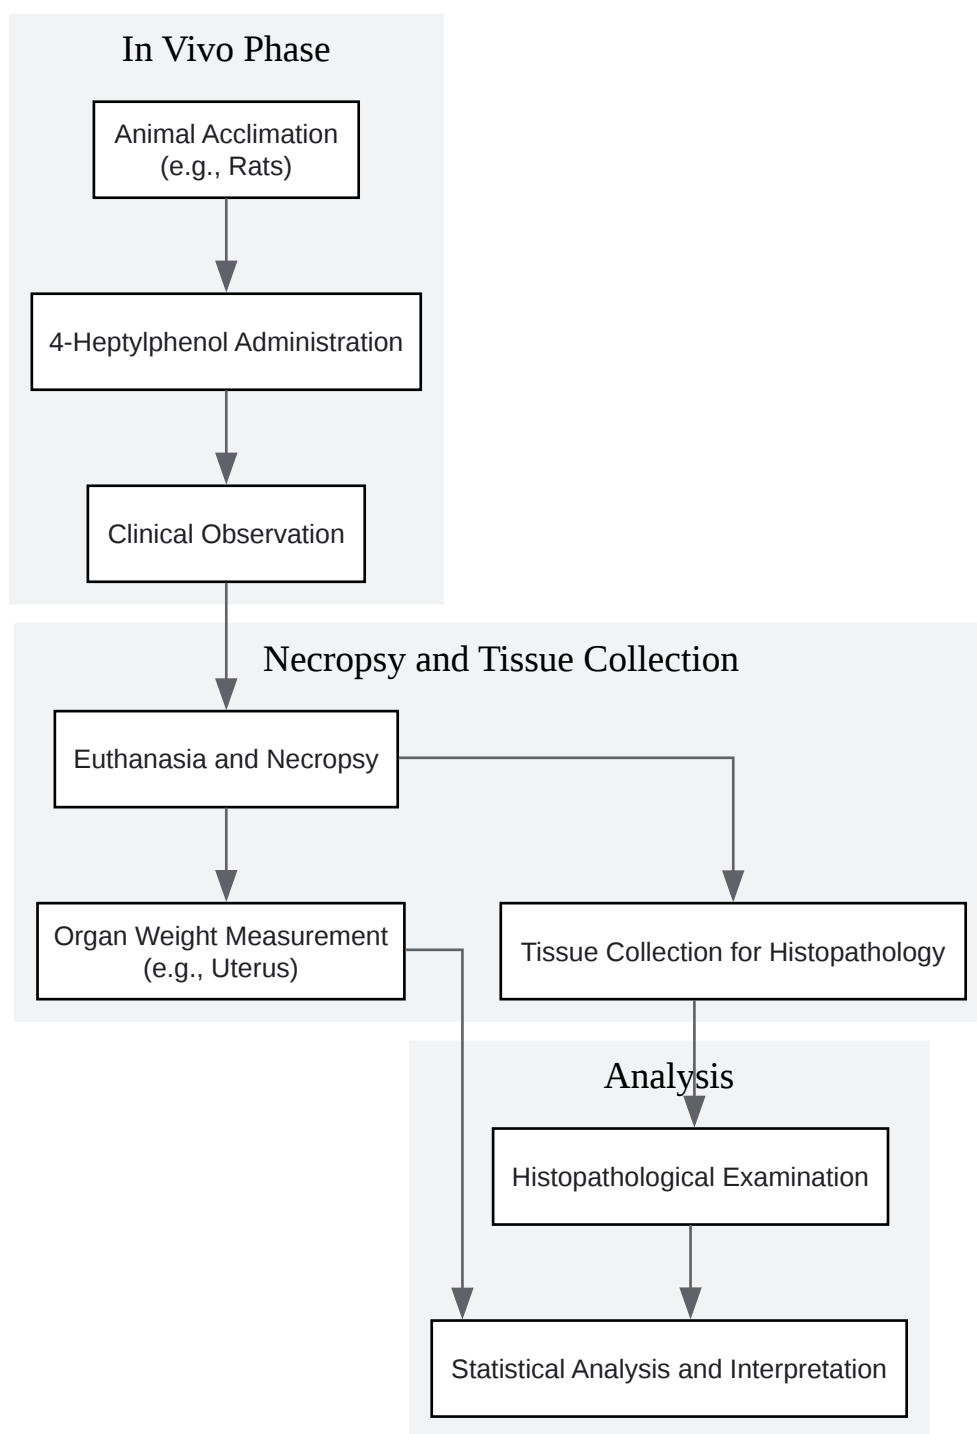 In Vivo Phase
Animal Acclimation
(e.g., Rats)
4-Heptylphenol Administration
Clinical Observation
Necropsy and Tissue Collection
Euthanasia and Necropsy
Organ Weight Measurement
(e.g., Uterus)
Tissue Collection for Histopathology
Analysis
Histopathological Examination
Statistical Analysis and Interpretation